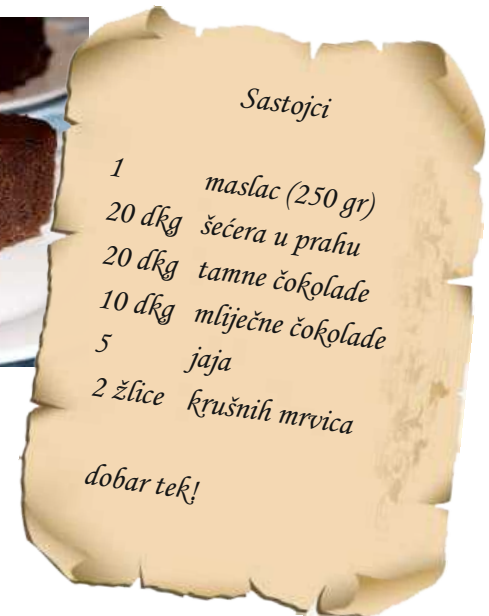 Sastojci
1 maslac (250 gr)
20 dkg šećera u prahu
20 dkg tamne čokolade
10 dkg mliječne čokolade
5 jaja
2 žlice krušnih mrvica
dobar tek!